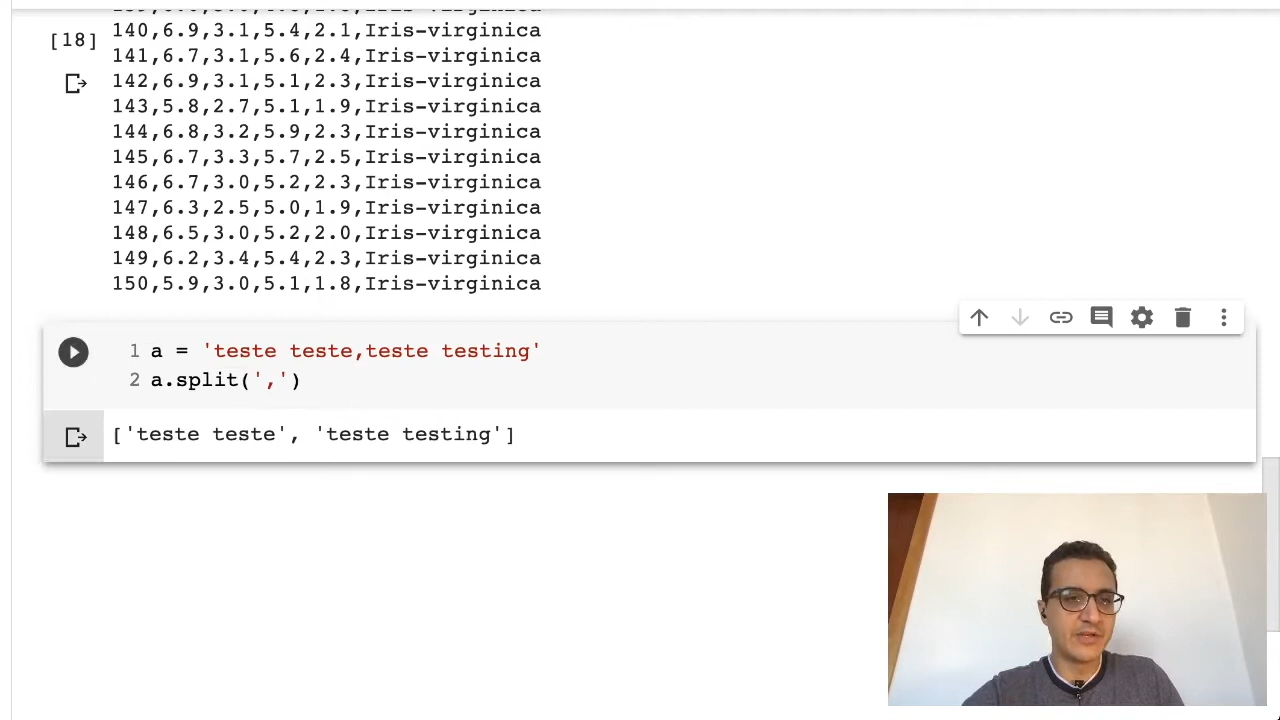 [18]
140,6.9,3.1,5.4,2.1,Iris-virginica
141,6.7,3.1,5.6,2.4,Iris-virginica
142,6.9,3.1,5.1,2.3,Iris-virginica
143,5.8,2.7,5.1,1.9,Iris-virginica
144,6.8,3.2,5.9,2.3,Iris-virginica
145,6.7,3.3,5.7,2.5,Iris-virginica
146,6.7,3.0,5.2,2.3,Iris-virginica
147,6.3,2.5,5.0,1.9,Iris-virginica
148,6.5,3.0,5.2,2.0,Iris-virginica
149,6.2,3.4,5.4,2.3,Iris-virginica
150,5.9,3.0,5.1,1.8,Iris-virginica
1 a = 'teste teste,teste testing'
2 a.split(',')
['teste teste', 'teste testing']